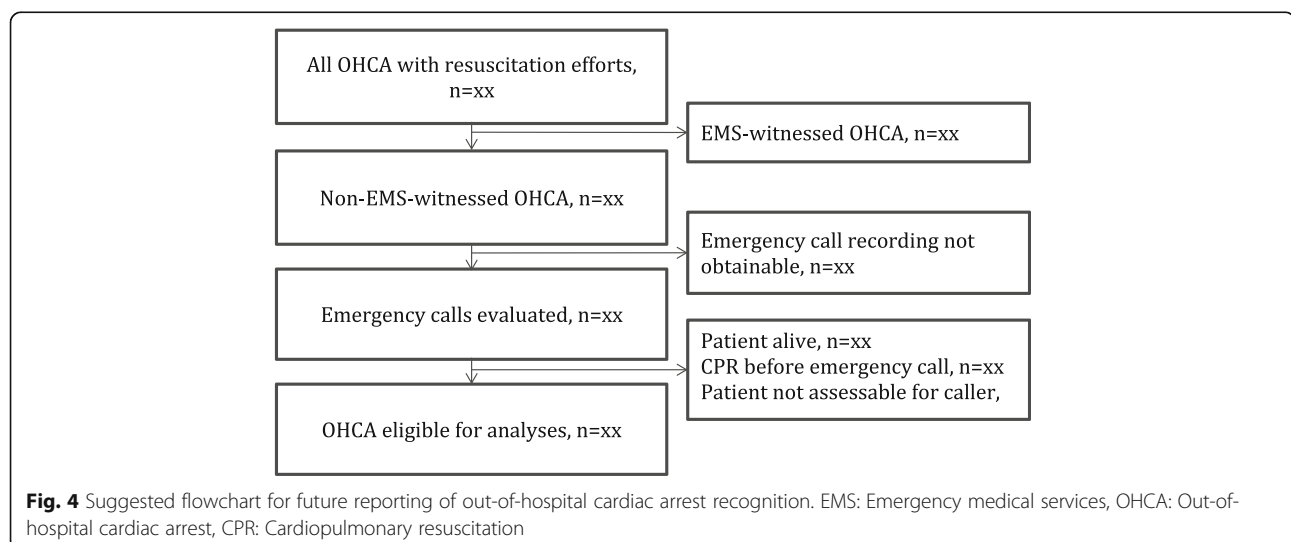 All OHCA with resuscitation efforts,
n=xx
EMS-witnessed OHCA, n=xx
Non-EMS-witnessed OHCA, n=xx
Emergency call recording not
obtainable, n=xx
Emergency calls evaluated, n=xx
Patient alive, n=xx
CPR before emergency call, n=xx
Patient not assessable for caller,
OHCA eligible for analyses, n=xx
Fig. 4 Suggested flowchart for future reporting of out-of-hospital cardiac arrest recognition. EMS: Emergency medical services, OHCA: Out-of-
hospital cardiac arrest, CPR: Cardiopulmonary resuscitation